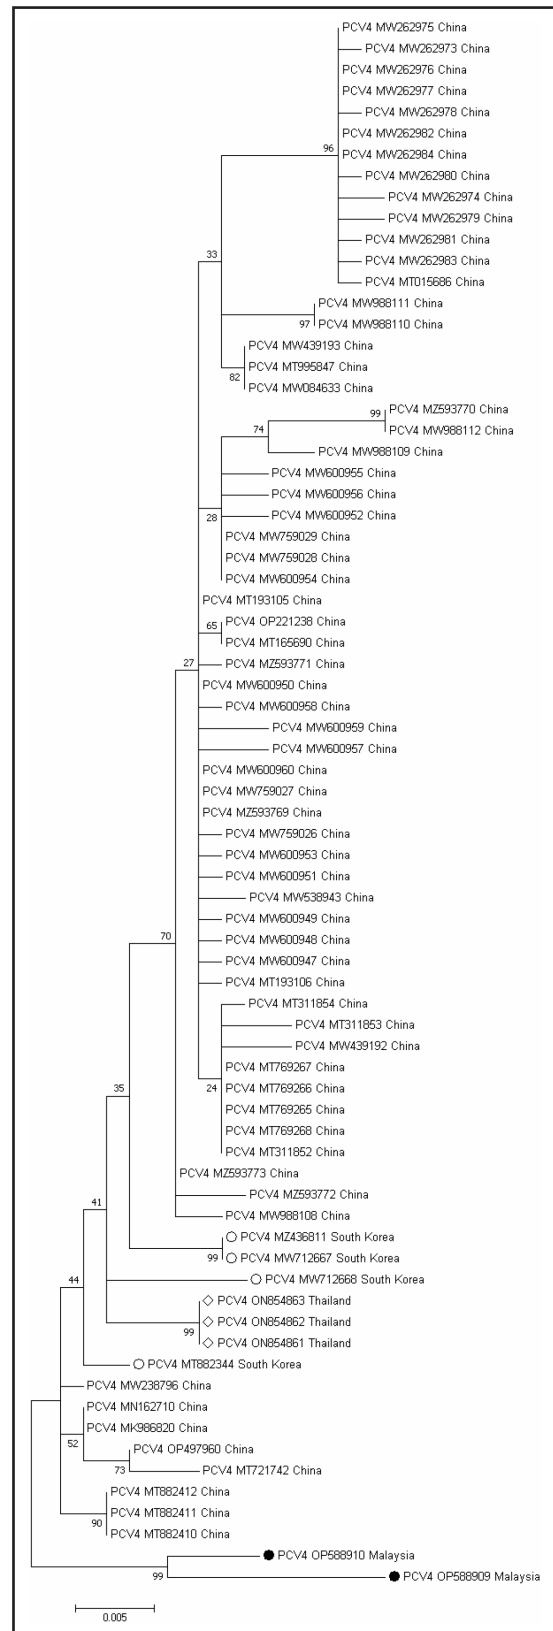 PCV4 MW262975 China
PCV4 MW262973 China
PCV4 MW262976 China
PCV4 MW262977 China
PCV4 MW262978 China
PCV4 MW262982 China
96
PCV4 MW262984 China
PCV4 MW262980 China
PCV4 MW262974 China
PCV4 MW262979 China
PCV4 MW262981 China
33
PCV4 MW262983 China
PCV4 MT015686 China
PCV4 MW988111 China
97
PCV4 MW988110 China
PCV4 MW439193 China
PCV4 MT995847 China
82
PCV4 MW084633 China
99
PCV4 MZ593770 China
74
PCV4 MW988112 China
PCV4 MW988109 China
PCV4 MW600955 China
PCV4 MW600956 China
28
PCV4 MW600952 China
PCV4 MW759029 China
PCV4 MW759028 China
PCV4 MW600954 China
PCV4 MT193105 China
65
PCV4 OP221238 China
PCV4 MT165690 China
27
PCV4 MZ593771 China
PCV4 MW600950 China
PCV4 MW600958 China
PCV4 MW600959 China
PCV4 MW600957 China
PCV4 MW600960 China
PCV4 MW759027 China
PCV4 MZ593769 China
PCV4 MW759026 China
PCV4 MW600953 China
PCV4 MW600951 China
PCV4 MW538943 China
PCV4 MW600949 China
70
PCV4 MW600948 China
PCV4 MW600947 China
PCV4 MT193106 China
PCV4 MT311854 China
PCV4 MT311853 China
PCV4 MW439192 China
PCV4 MT769267 China
35
24
PCV4 MT769266 China
PCV4 MT769265 China
PCV4 MT769268 China
PCV4 MT311852 China
PCV4 MZ593773 China
41
PCV4 MZ593772 China
PCV4 MW988108 China
PCV4 MZ436811 South Korea
99
PCV4 MW712667 South Korea
44
PCV4 MW712668 South Korea
PCV4 ON854863 Thailand
99
PCV4 ON854862 Thailand
PCV4 ON854861 Thailand
PCV4 MT882344 South Korea
PCV4 MW238796 China
PCV4 MN162710 China
PCV4 MK986820 China
52
PCV4 OP497960 China
73
PCV4 MT721742 China
PCV4 MT882412 China
PCV4 MT882411 China
90
PCV4 MT882410 China
PCV4 OP588910 Malaysia
99
PCV4 OP588909 Malaysia
0.005